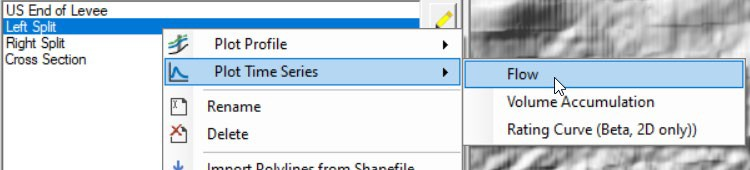 US End of Levee
Left Split
Right Split
Cross Section
Plot Profile
Plot Time Series
Rename
Delete
Import Polylines from Shapefile
Flow
Volume Accumulation
Rating Curve (Beta, 2D only))